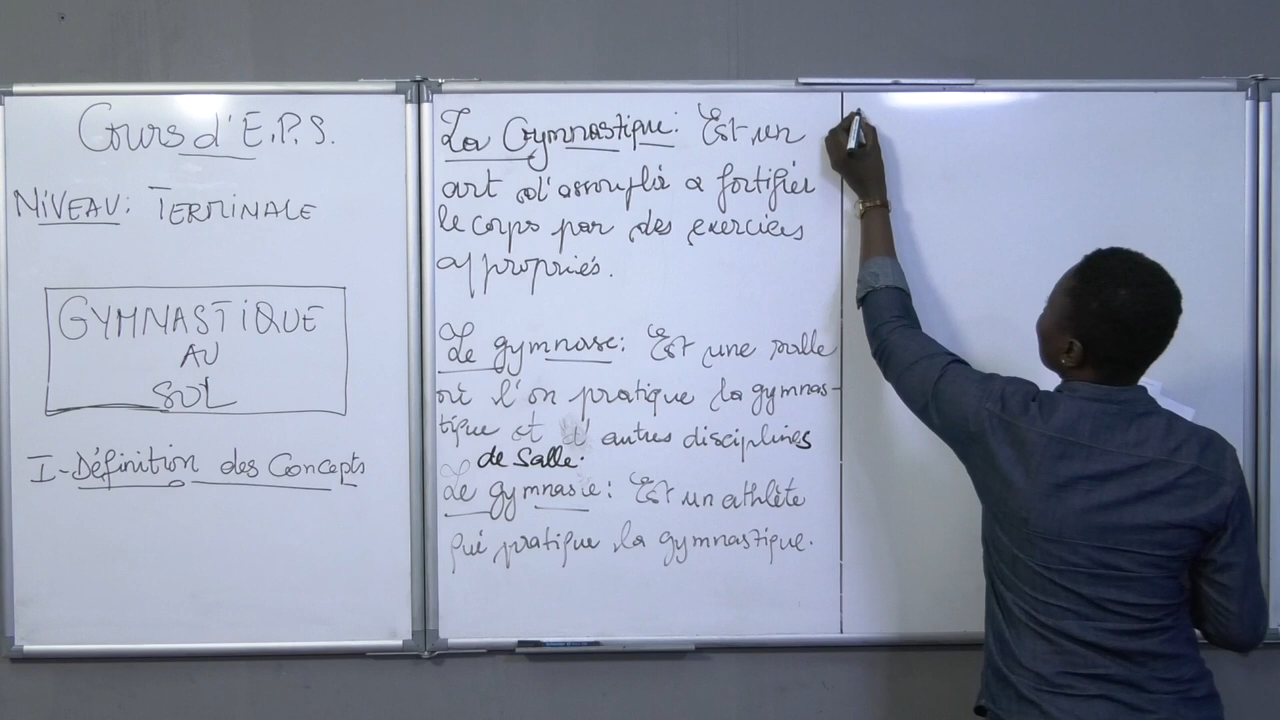 Cours d'E.P.S.
NiVEAU: TERMINALE
GYMNASTiQUE
AU
SOL
I-Définition des Concepts
La Gymnastique: Est un
art d'assouplir a fortifier
le corps par des exercices
appropriés.
Le gymnase: Est une salle
où l'on pratique la gymnas-
tique et d'autres disciplines
de Salle.
Le gymnaste: Est un athlète
qui pratique la gymnastique.